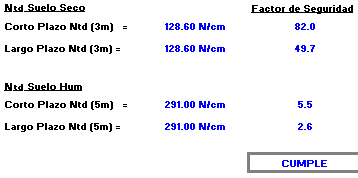 Ntd Suelo Seco Factor de Seguridad
Corto Plazo Ntd (3m) = 128.60 N/cm 82.0
Largo Plazo Ntd (3m) = 128.60 N/cm 49.7
Ntd Suelo Hum
Corto Plazo Ntd (5m) = 291.00 N/cm 5.5
Largo Plazo Ntd (5m) = 291.00 N/cm 2.6
CUMPLE